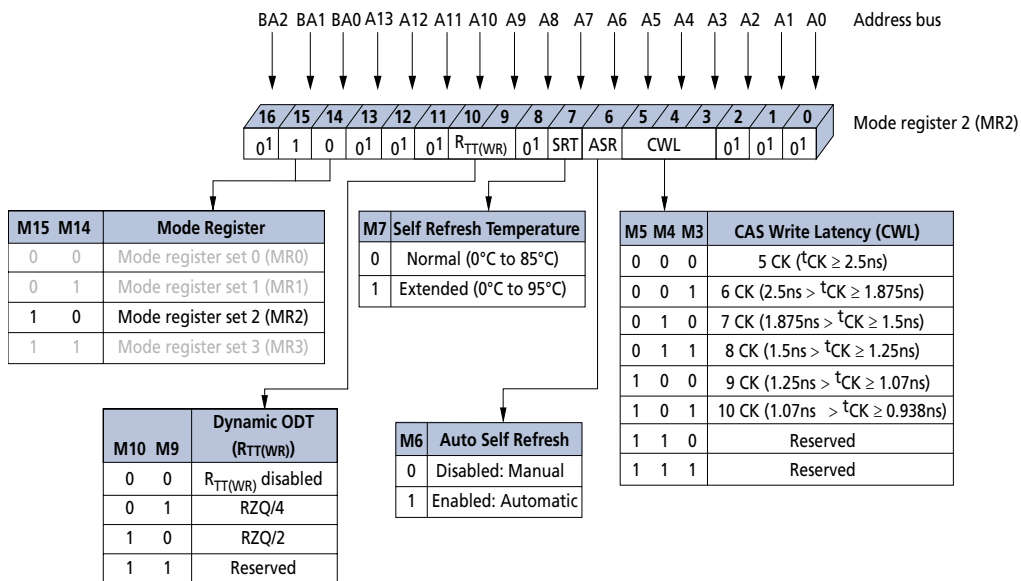 BA2 BA1 BA0 A13 A12 A11 A10 A9 A8 A7 A6 A5 A4 A3 A2 A1 A0 Address bus
16 15 14 13 12 11 10 9 8 7 6 5 4 3 2 1 0
Mode register 2 (MR2)
0¹ 1 0 0¹ 0¹ 0¹ RTT(WR) 0¹ SRT ASR CWL 0¹ 0¹ 0¹
M15 M14 Mode Register
0 0 Mode register set 0 (MR0)
0 1 Mode register set 1 (MR1)
1 0 Mode register set 2 (MR2)
1 1 Mode register set 3 (MR3)
M7 Self Refresh Temperature
0 Normal (0°C to 85°C)
1 Extended (0°C to 95°C)
M5 M4 M3 CAS Write Latency (CWL)
0 0 0 5 CK (tCK ≥ 2.5ns)
0 0 1 6 CK (2.5ns > tCK ≥ 1.875ns)
0 1 0 7 CK (1.875ns > tCK ≥ 1.5ns)
0 1 1 8 CK (1.5ns > tCK ≥ 1.25ns)
1 0 0 9 CK (1.25ns > tCK ≥ 1.07ns)
1 0 1 10 CK (1.07ns > tCK ≥ 0.938ns)
1 1 0 Reserved
1 1 1 Reserved
M10 M9 Dynamic ODT
(RTT(WR))
0 0 RTT(WR) disabled
0 1 RZQ/4
1 0 RZQ/2
1 1 Reserved
M6 Auto Self Refresh
0 Disabled: Manual
1 Enabled: Automatic